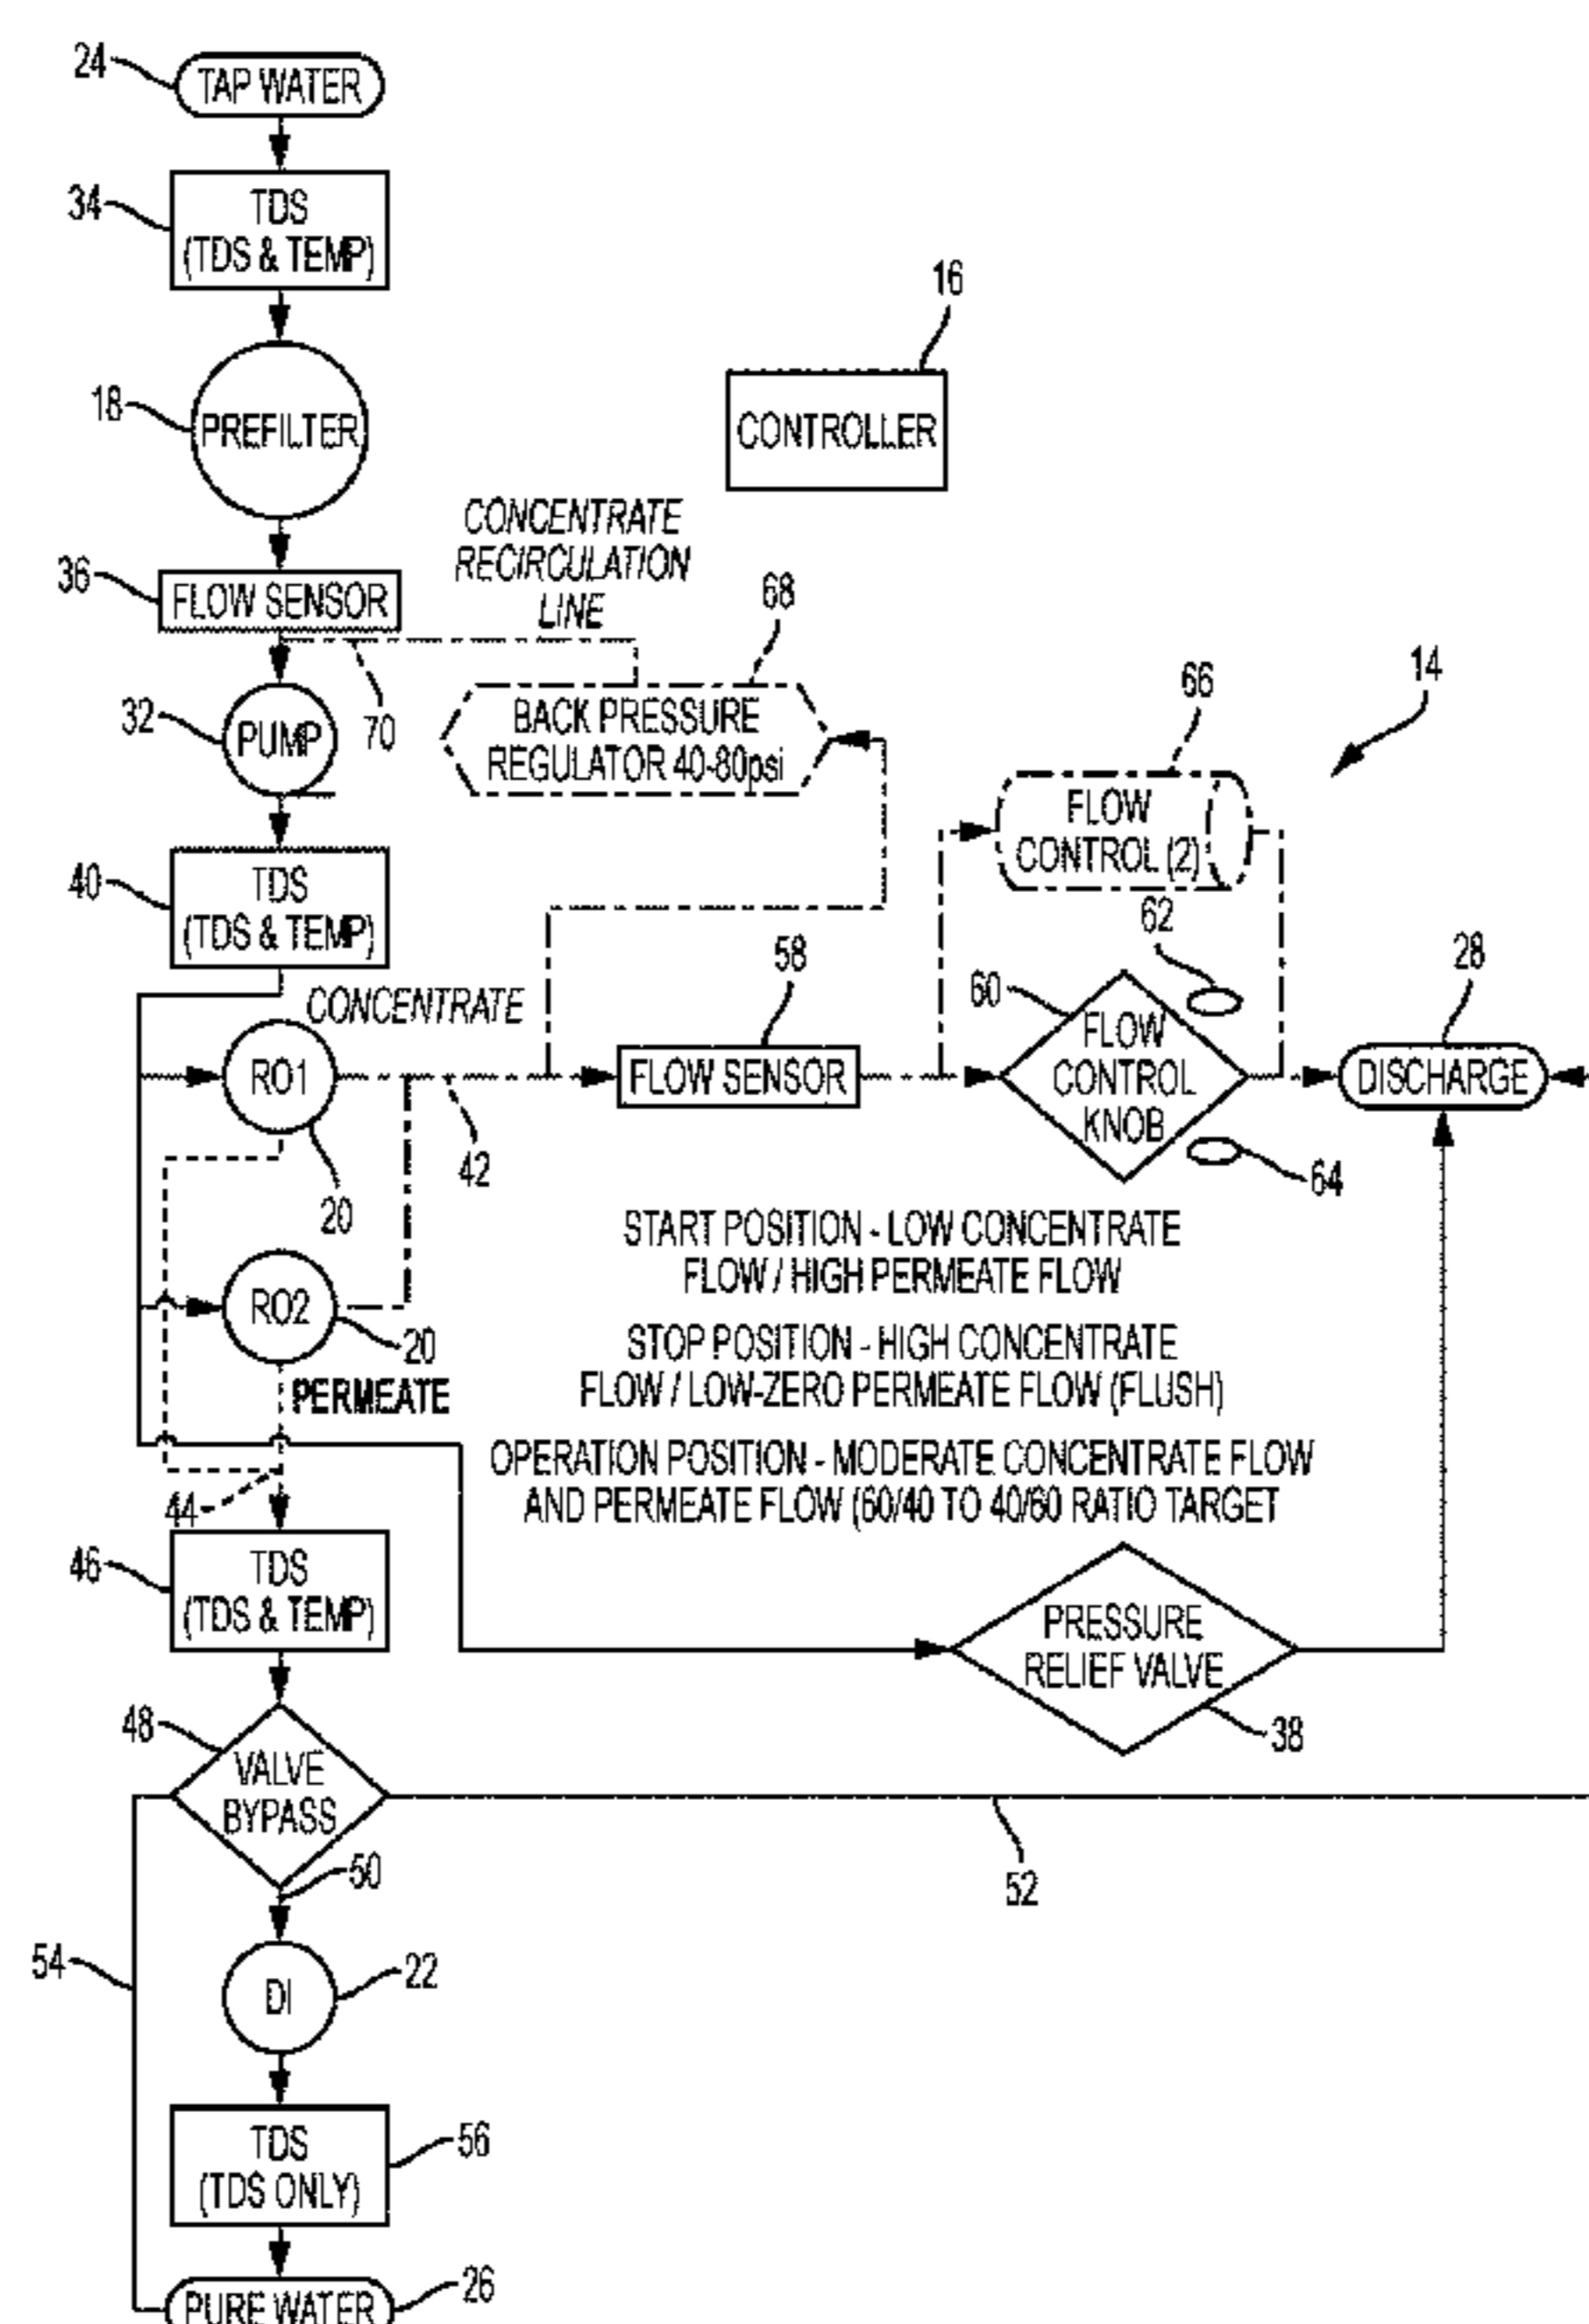 24
TAP WATER
34
TDS
(TDS & TEMP)
16
CONTROLLER
18
PREFILTER
CONCENTRATE
RECIRCULATION
LINE
36
FLOW SENSOR
68
14
66
32
PUMP
70
BACK PRESSURE
REGULATOR 40-80psi
FLOW
CONTROL (2)
40
TDS
(TDS & TEMP)
62
58
60
28
CONCENTRATE
RO1
FLOW SENSOR
FLOW
CONTROL
KNOB
DISCHARGE
42
64
20
START POSITION - LOW CONCENTRATE
FLOW / HIGH PERMEATE FLOW
RO2
20
STOP POSITION - HIGH CONCENTRATE
FLOW / LOW-ZERO PERMEATE FLOW (FLUSH)
PERMEATE
OPERATION POSITION - MODERATE CONCENTRATE FLOW
AND PERMEATE FLOW (60/40 TO 40/60 RATIO TARGET
44
46
TDS
(TDS & TEMP)
PRESSURE
RELIEF VALVE
38
48
VALVE
BYPASS
50
52
54
DI
22
TDS
(TDS ONLY)
56
PURE WATER
26